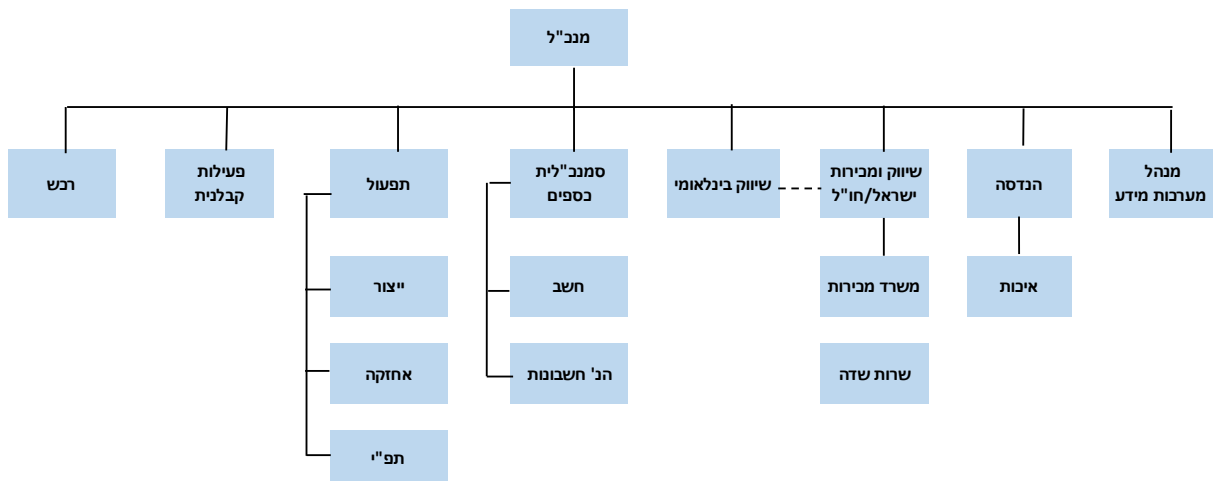 מנכ"ל
מנהל
מערכות מידע
הנדסה
שיווק ומכירות
ישראל/חו"ל
שיווק בינלאומי
סמנכ"לית
כספים
תפעול
פעילות
קבלנית
רכש
איכות
משרד מכירות
חשב
ייצור
שרות שדה
הנ' חשבונות
אחזקה
תפ"י